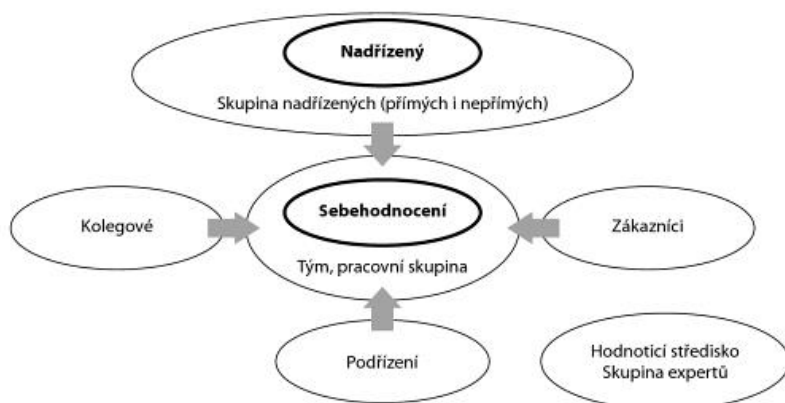 Nadřízený
Skupina nadřízených (přímých i nepřímých)
Kolegové
Sebehodnocení
Zákazníci
Tým, pracovní skupina
Podřízení
Hodnoticí středisko
Skupina expertů